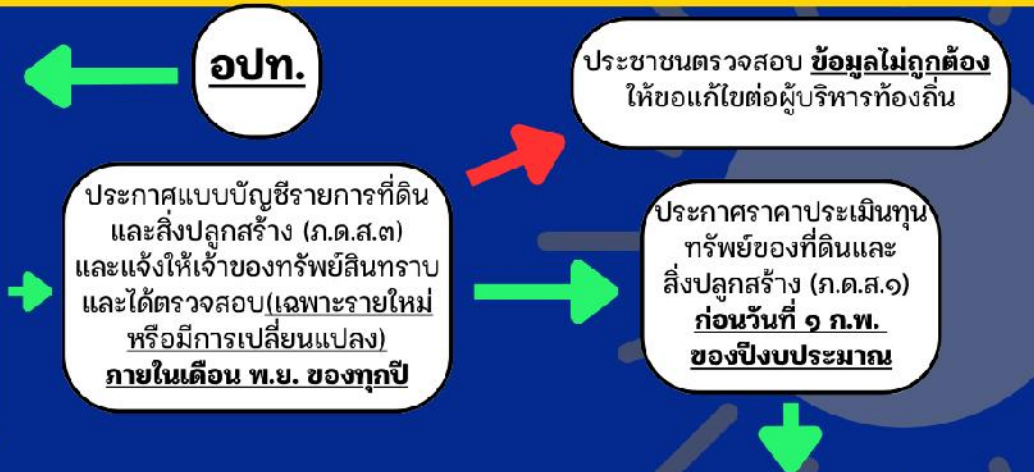 อปท.
ประชาชนตรวจสอบ ข้อมูลไม่ถูกต้อง
ให้ขอแก้ไขต่อผู้บริหารท้องถิ่น
ประกาศแบบบัญชีรายการที่ดิน
และสิ่งปลูกสร้าง (ภ.ด.ส.๓)
และแจ้งให้เจ้าของทรัพย์สินทราบ
และได้ตรวจสอบ(เฉพาะรายใหม่
หรือมีการเปลี่ยนแปลง)
ภายในเดือน พ.ย. ของทุกปี
ประกาศราคาประเมินทุน
ทรัพย์ของที่ดินและ
สิ่งปลูกสร้าง (ภ.ด.ส.๑)
ก่อนวันที่ ๑ ก.พ.
ของปีงบประมาณ